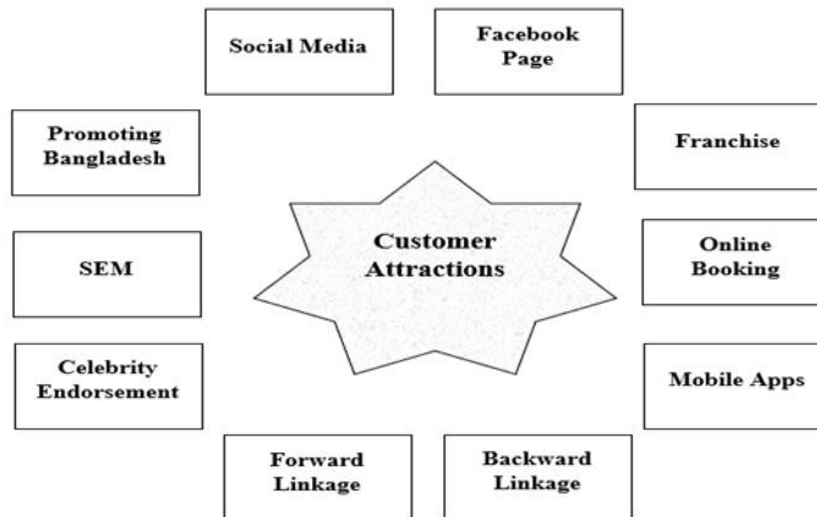 Social Media
Facebook
Page
Promoting
Bangladesh
Franchise
Customer
Attractions
SEM
Online
Booking
Celebrity
Endorsement
Mobile Apps
Forward
Linkage
Backward
Linkage